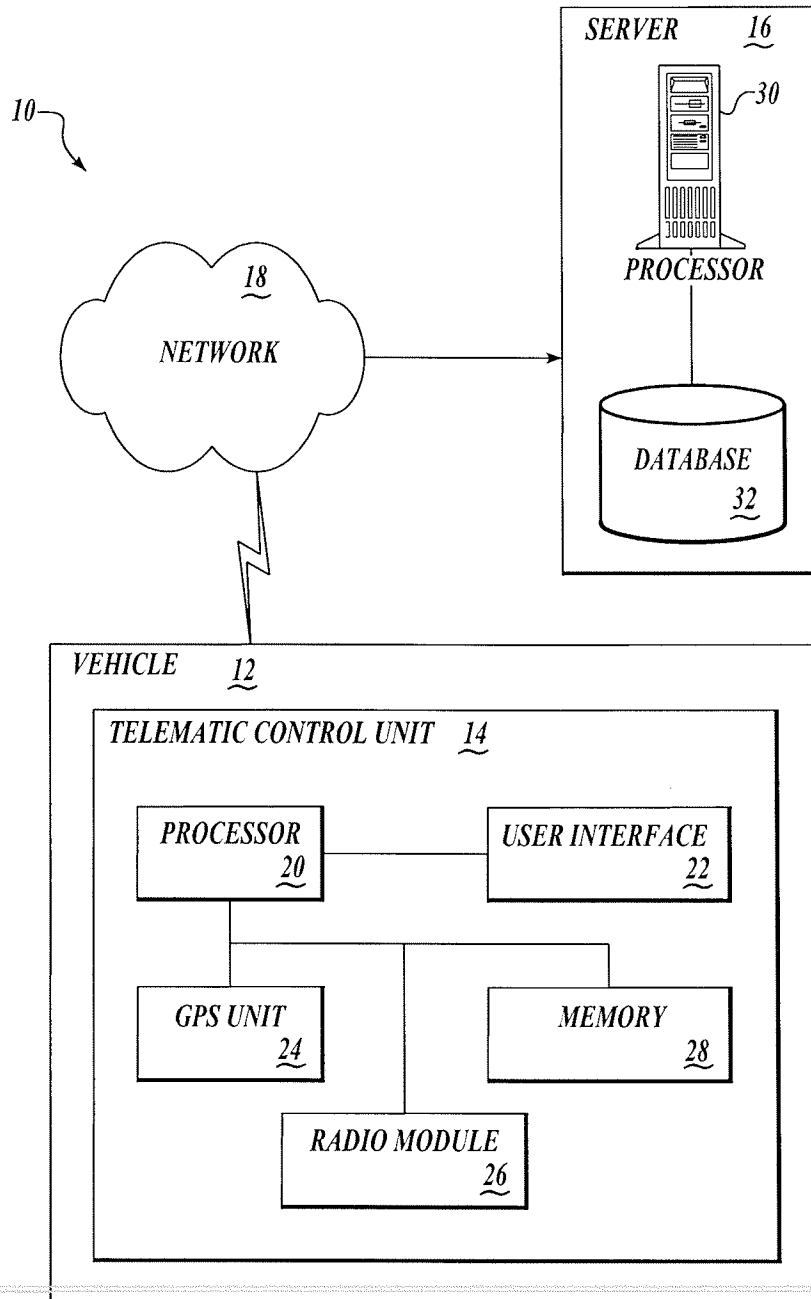 SERVER 16
30
10
PROCESSOR
18
NETWORK
DATABASE
32
VEHICLE 12
TELEMATIC CONTROL UNIT 14
PROCESSOR
20
USER INTERFACE
22
GPS UNIT
24
MEMORY
28
RADIO MODULE
26